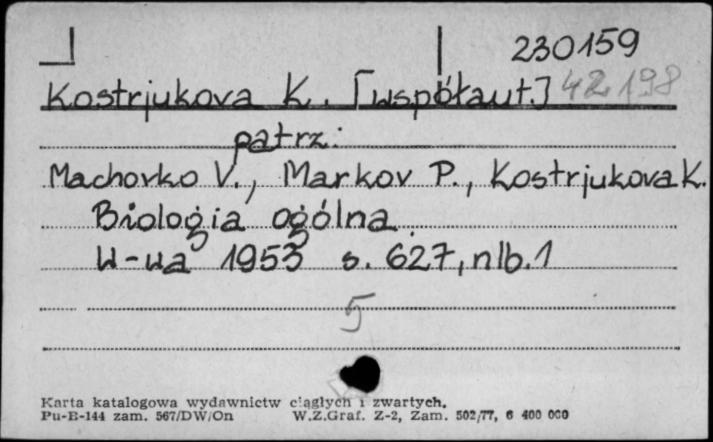 230159
Kostrjukova K. [współaut.] 42198
patrz:
Machovko V., Markov P., Kostrjukova K.
Biologia ogólna.
W-wa 1953 s. 627, nlb. 1
5
Karta katalogowa wydawnictw ciągłych i zwartych.
Pu-B-144 zam. 567/DW/On W.Z.Graf. Z-2, Zam. 502/77, 6 400 000